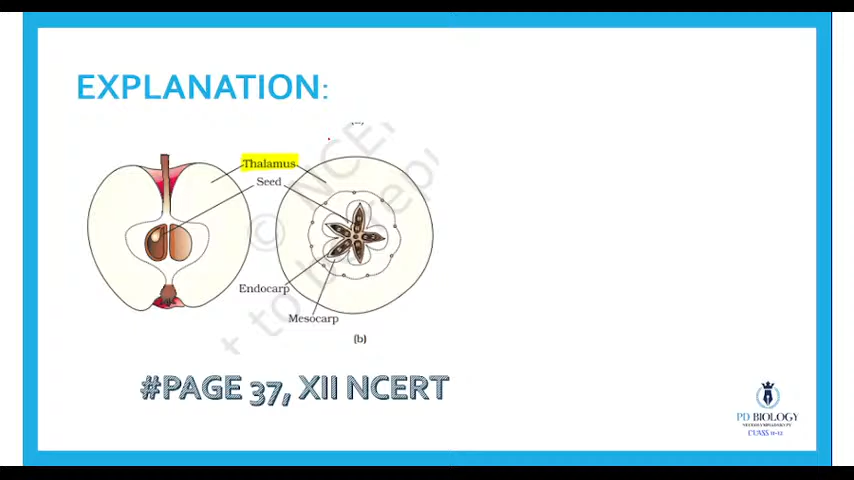 EXPLANATION:
Thalamus
Seed
Endocarp
Mesocarp
(b)
#PAGE 37, XII NCERT
PD BIOLOGY
CLASS 11-12